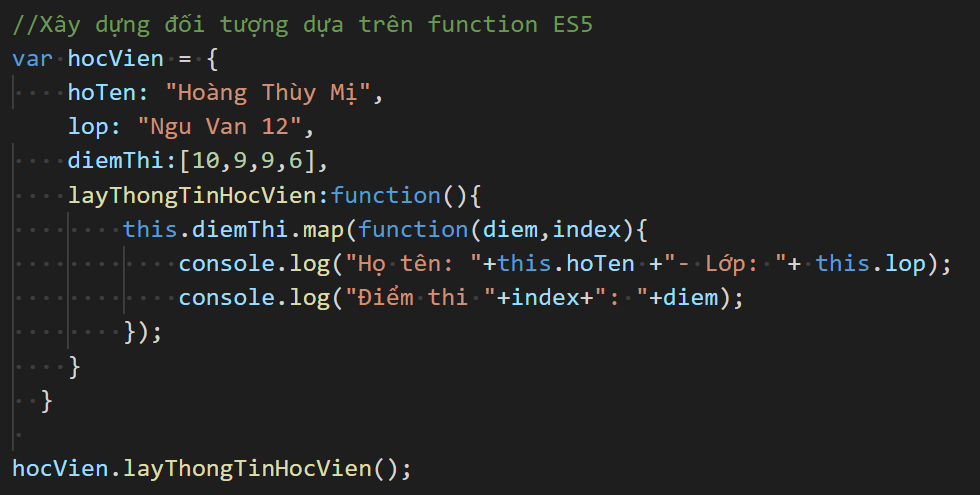 //Xây dựng đối tượng dựa trên function ES5
var hocVien = {
    hoTen: "Hoàng Thùy Mị",
    lop: "Ngu Van 12",
    diemThi:[10,9,9,6],
    layThongTinHocVien:function(){
        this.diemThi.map(function(diem,index){
            console.log("Họ tên: "+this.hoTen +"- Lớp: "+ this.lop);
            console.log("Điểm thi "+index+": "+diem);
        });
    }
  }
hocVien.layThongTinHocVien();